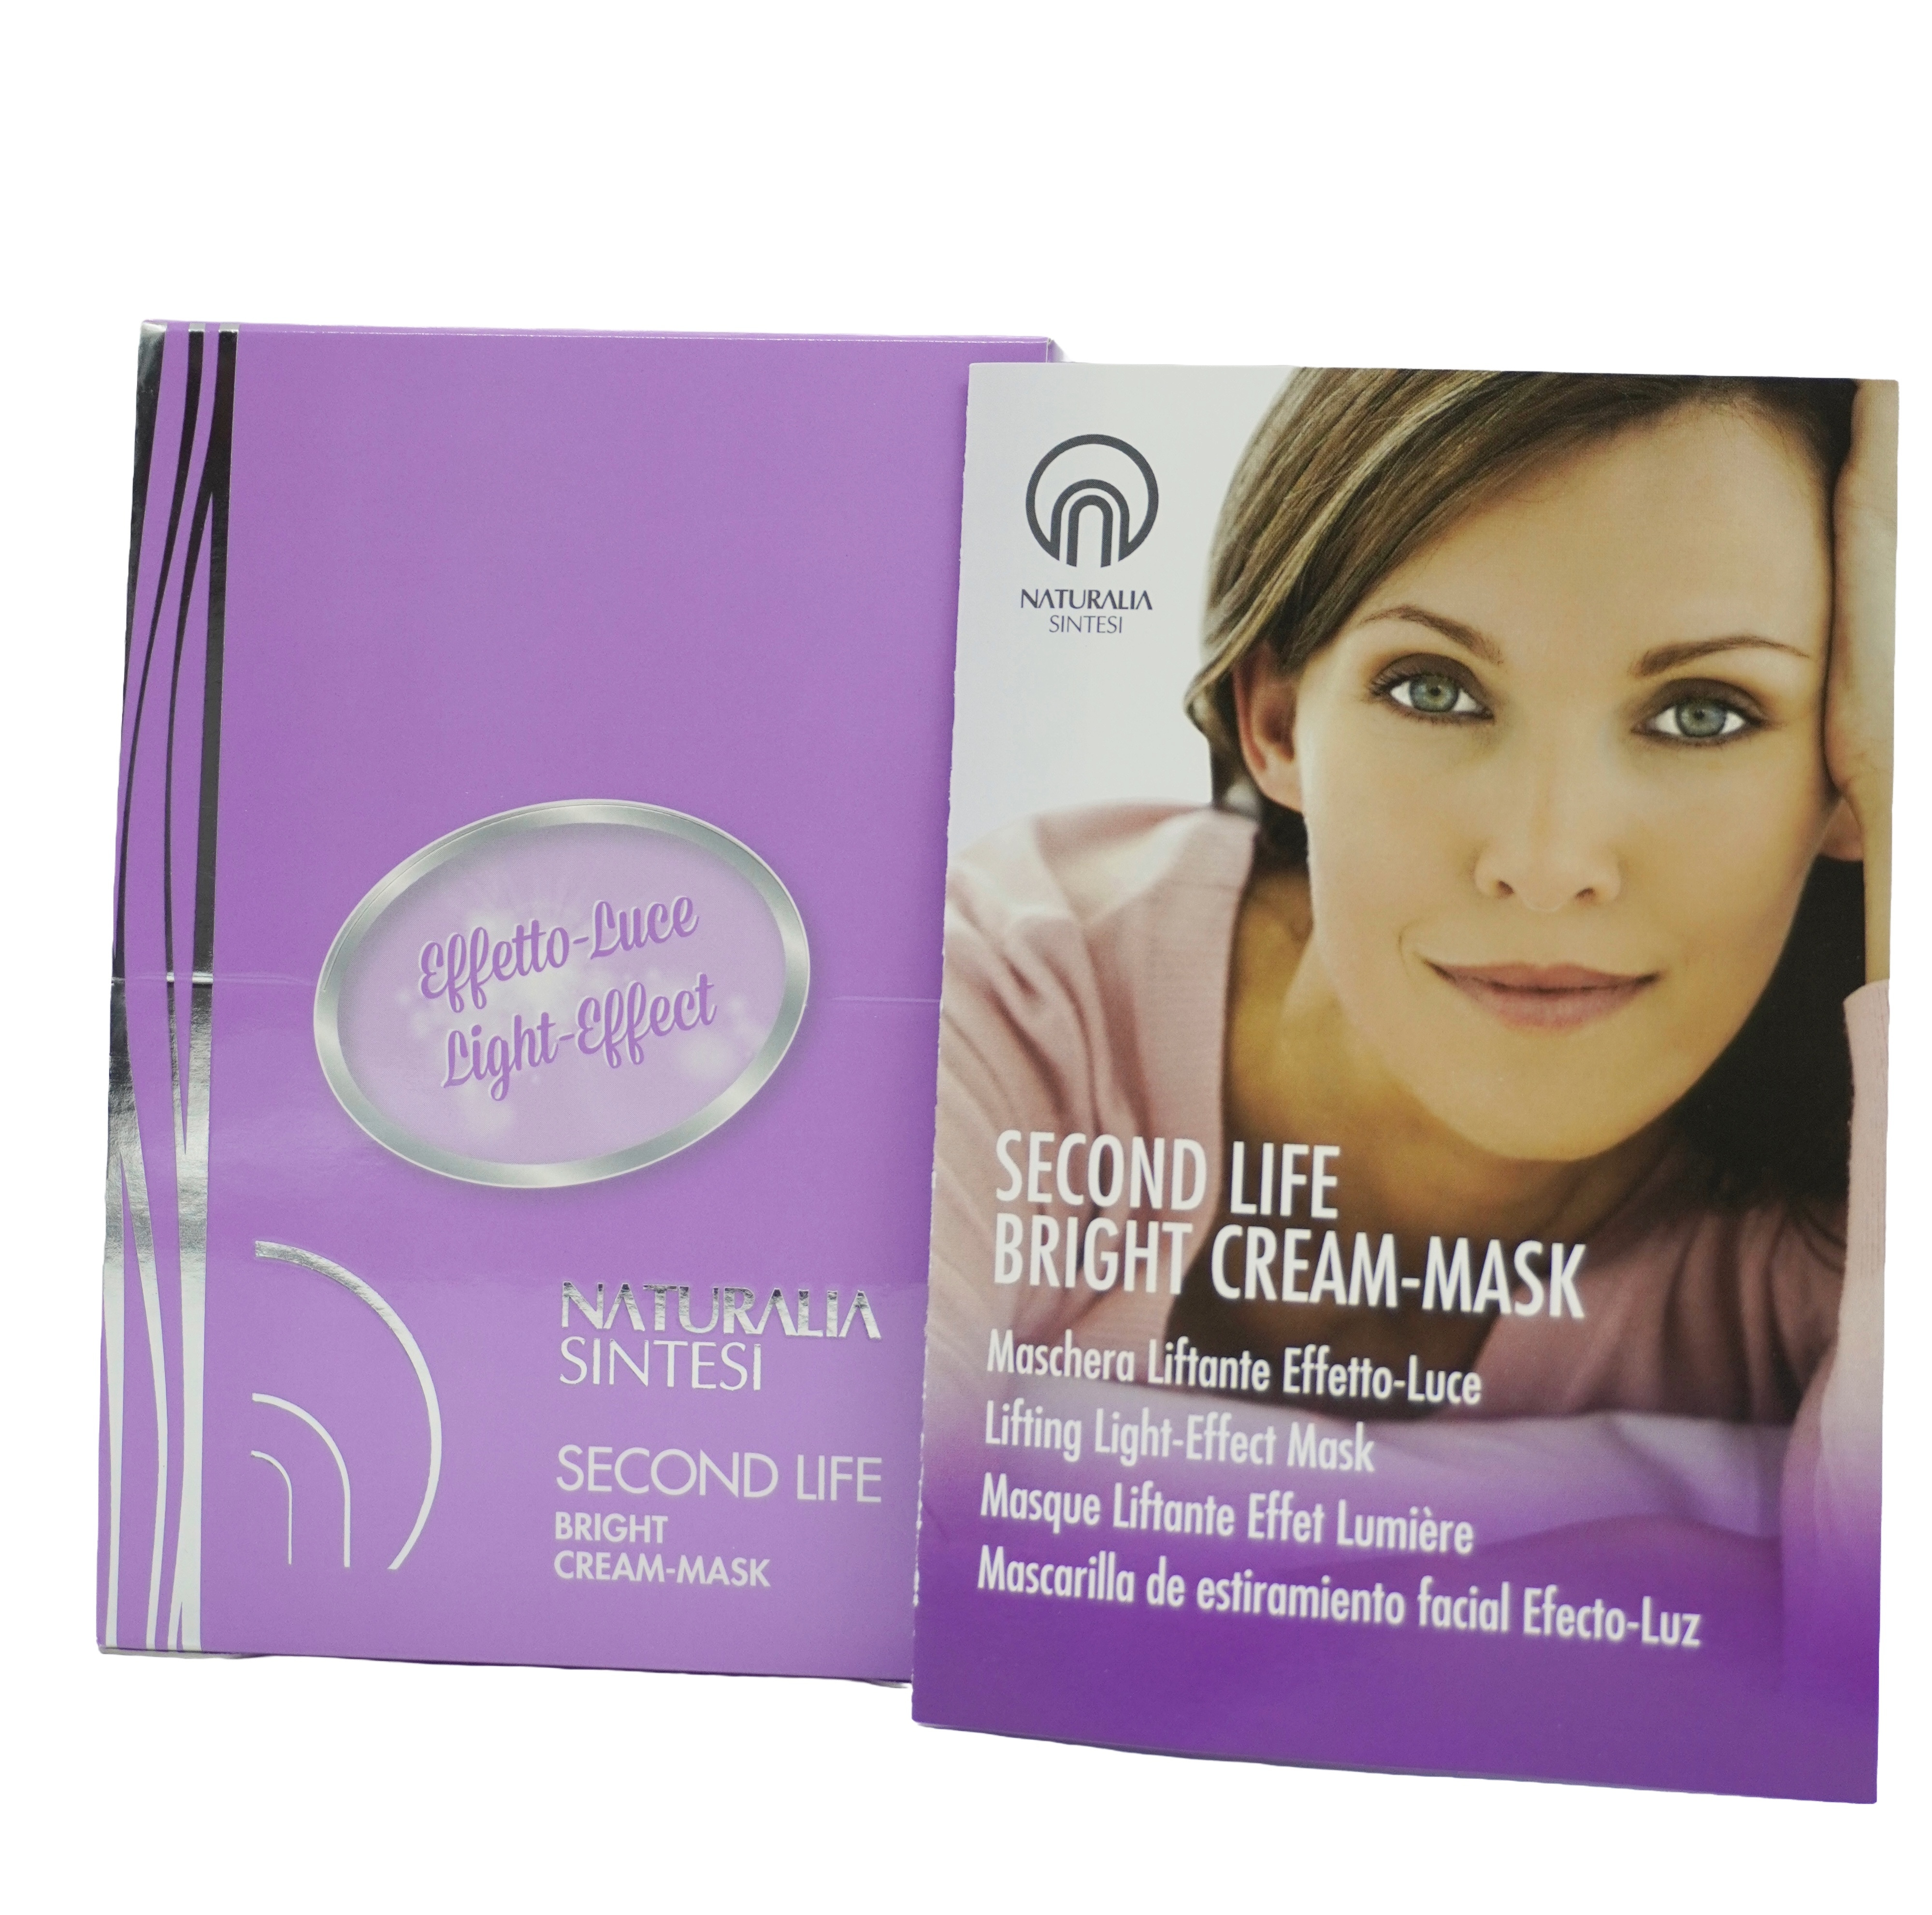 Effetto-Luce
Light-Effect
NATURALIA
SINTESI
SECOND LIFE
BRIGHT
CREAM-MASK
NATURALIA
SINTESI
SECOND LIFE
BRIGHT CREAM-MASK
Maschera Liftante Effetto-Luce
Lifting Light-Effect Mask
Masque Liftante Effet Lumière
Mascarilla de estiramiento facial Efecto-Luz